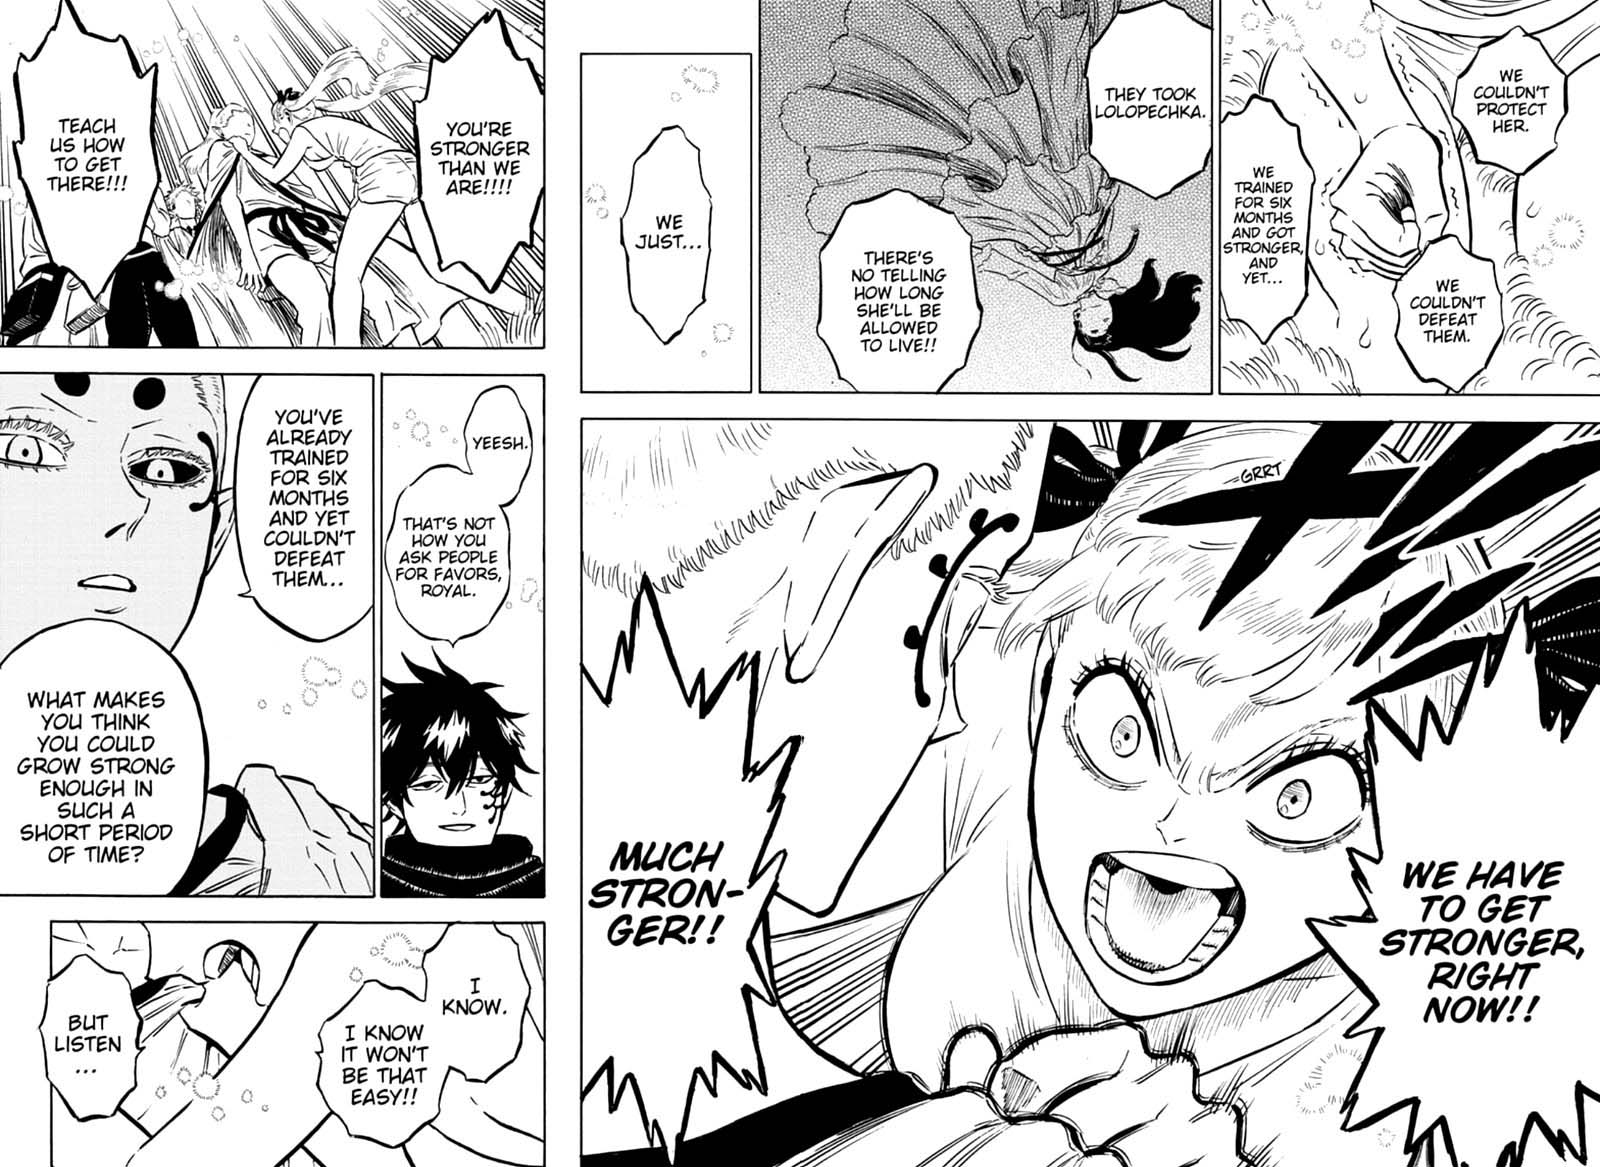 WE
COULDN'T
PROTECT
HER.
WE
TRAINED
FOR SIX
MONTHS
AND GOT
STRONGER,
AND
YET...
WE
COULDN'T
DEFEAT
THEM.
THEY TOOK
LOLOPECHKA.
THERE'S
NO TELLING
HOW LONG
SHE'LL BE
ALLOWED
TO LIVE!!
WE
JUST...
GRRT
WE HAVE
TO GET
STRONGER,
RIGHT
NOW!!
MUCH
STRON-
GER!!
YOU'RE
STRONGER
THAN WE
ARE!!!!
TEACH
US HOW
TO GET
THERE!!!
YEESH.
THAT'S NOT
HOW YOU
ASK PEOPLE
FOR FAVORS,
ROYAL.
YOU'VE
ALREADY
TRAINED
FOR SIX
MONTHS
AND YET
COULDN'T
DEFEAT
THEM...
WHAT MAKES
YOU THINK
YOU COULD
GROW STRONG
ENOUGH IN
SUCH A
SHORT PERIOD
OF TIME?
I
KNOW.
I KNOW
IT WON'T
BE THAT
EASY!!
BUT
LISTEN
...